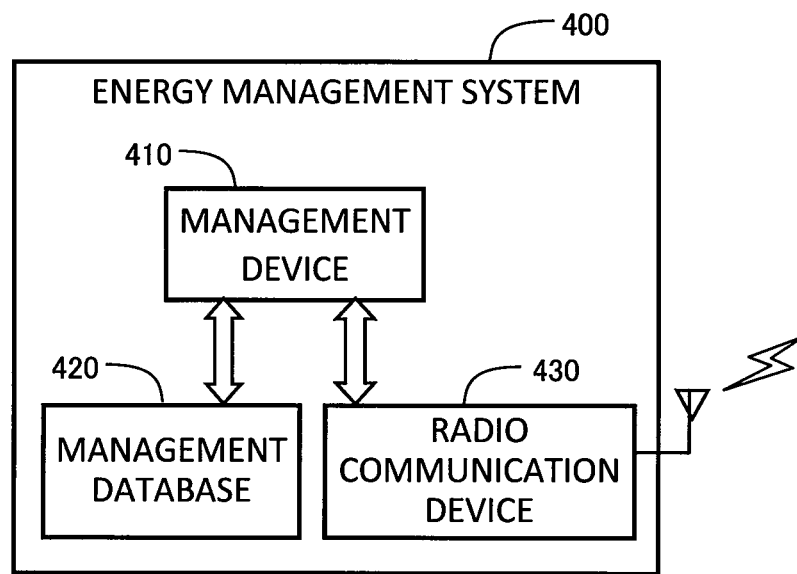 400
ENERGY MANAGEMENT SYSTEM
410
MANAGEMENT
DEVICE
420
MANAGEMENT
DATABASE
430
RADIO
COMMUNICATION
DEVICE